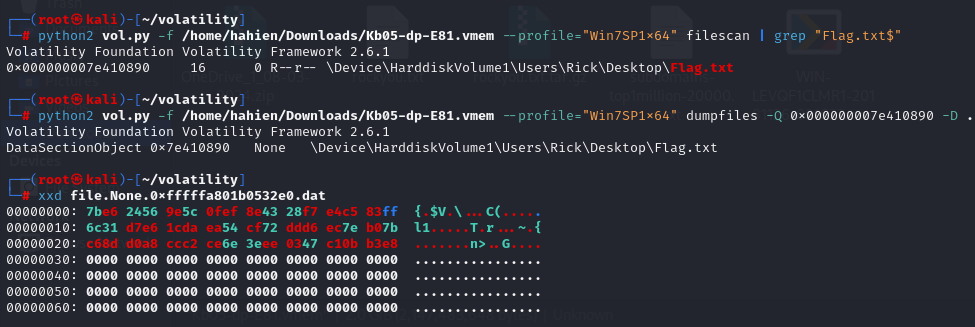 ┌──(root㉿kali)-[~/volatility]
└─# python2 vol.py -f /home/hahien/Downloads/Kb05-dp-E81.vmem --profile="Win7SP1×64" filescan | grep "Flag.txt$"
Volatility Foundation Volatility Framework 2.6.1
0×000000007e410890     16      0 R--r-- \Device\HarddiskVolume1\Users\Rick\Desktop\Flag.txt
┌──(root㉿kali)-[~/volatility]
└─# python2 vol.py -f /home/hahien/Downloads/Kb05-dp-E81.vmem --profile="Win7SP1×64" dumpfiles -Q 0×000000007e410890 -D .
Volatility Foundation Volatility Framework 2.6.1
DataSectionObject 0×7e410890   None   \Device\HarddiskVolume1\Users\Rick\Desktop\Flag.txt
┌──(root㉿kali)-[~/volatility]
└─# xxd file.None.0×fffffa801b0532e0.dat
00000000: 7be6 2456 9e5c 0fef 8e43 28f7 e4c5 83ff  {.$V.\...C(.....
00000010: 6c31 d7e6 1cda ea54 cf72 ddd6 ec7e b07b  l1.....T.r...~.{
00000020: c68d d0a8 ccc2 ce6e 3eee 0347 c10b b3e8  .......n>..G....
00000030: 0000 0000 0000 0000 0000 0000 0000 0000  ................
00000040: 0000 0000 0000 0000 0000 0000 0000 0000  ................
00000050: 0000 0000 0000 0000 0000 0000 0000 0000  ................
00000060: 0000 0000 0000 0000 0000 0000 0000 0000  ................